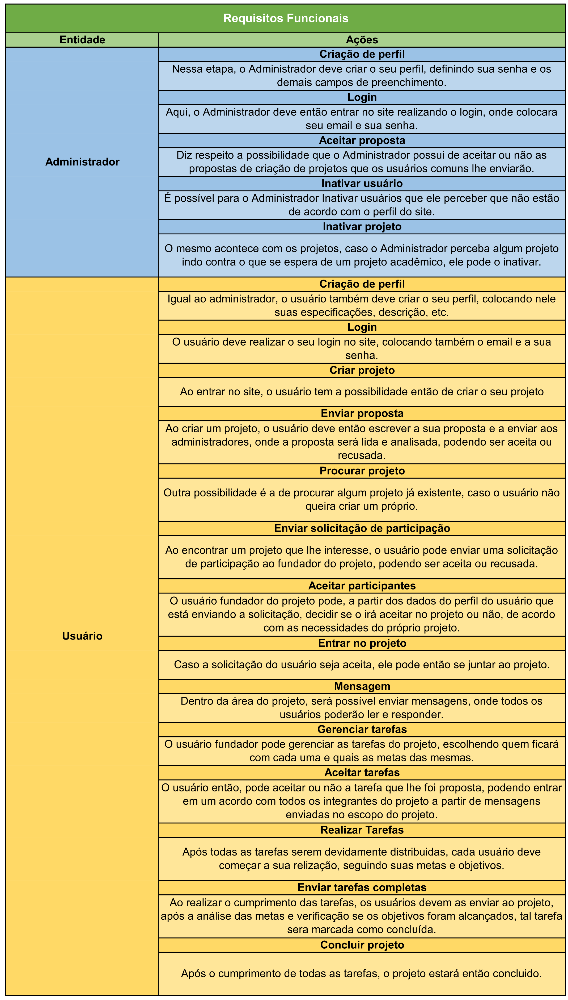 Requisitos Funcionais
Entidade
Ações
Administrador
Criação de perfil
Nessa etapa, o Administrador deve criar o seu perfil, definindo sua senha e os
demais campos de preenchimento.
Login
Aqui, o Administrador deve então entrar no site realizando o login, onde colocara
seu email e sua senha.
Aceitar proposta
Diz respeito a possibilidade que o Administrador possui de aceitar ou não as
propostas de criação de projetos que os usuários comuns lhe enviarão.
Inativar usuário
É possível para o Administrador Inativar usuários que ele perceber que não estão
de acordo com o perfil do site.
Inativar projeto
O mesmo acontece com os projetos, caso o Administrador perceba algum projeto
indo contra o que se espera de um projeto acadêmico, ele pode o inativar.
Usuário
Criação de perfil
Igual ao administrador, o usuário também deve criar o seu perfil, colocando nele
suas especificações, descrição, etc.
Login
O usuário deve realizar o seu login no site, colocando também o email e a sua
senha.
Criar projeto
Ao entrar no site, o usuário tem a possibilidade então de criar o seu projeto
Enviar proposta
Ao criar um projeto, o usuário deve então escrever a sua proposta e a enviar aos
administradores, onde a proposta será lida e analisada, podendo ser aceita ou
recusada.
Procurar projeto
Outra possibilidade é a de procurar algum projeto já existente, caso o usuário não
queira criar um próprio.
Enviar solicitação de participação
Ao encontrar um projeto que lhe interesse, o usuário pode enviar uma solicitação
de participação ao fundador do projeto, podendo ser aceita ou recusada.
Aceitar participantes
O usuário fundador do projeto pode, a partir dos dados do perfil do usuário que
está enviando a solicitação, decidir se o irá aceitar no projeto ou não, de acordo
com as necessidades do próprio projeto.
Entrar no projeto
Caso a solicitação do usuário seja aceita, ele pode então se juntar ao projeto.
Mensagem
Dentro da área do projeto, será possível enviar mensagens, onde todos os
usuários poderão ler e responder.
Gerenciar tarefas
O usuário fundador pode gerenciar as tarefas do projeto, escolhendo quem ficará
com cada uma e quais as metas das mesmas.
Aceitar tarefas
O usuário então, pode aceitar ou não a tarefa que lhe foi proposta, podendo entrar
em um acordo com todos os integrantes do projeto a partir de mensagens
enviadas no escopo do projeto.
Realizar Tarefas
Após todas as tarefas serem devidamente distribuidas, cada usuário deve
começar a sua relização, seguindo suas metas e objetivos.
Enviar tarefas completas
Ao realizar o cumprimento das tarefas, os usuários devem as enviar ao projeto,
após a análise das metas e verificação se os objetivos foram alcançados, tal tarefa
sera marcada como concluída.
Concluir projeto
Após o cumprimento de todas as tarefas, o projeto estará então concluido.